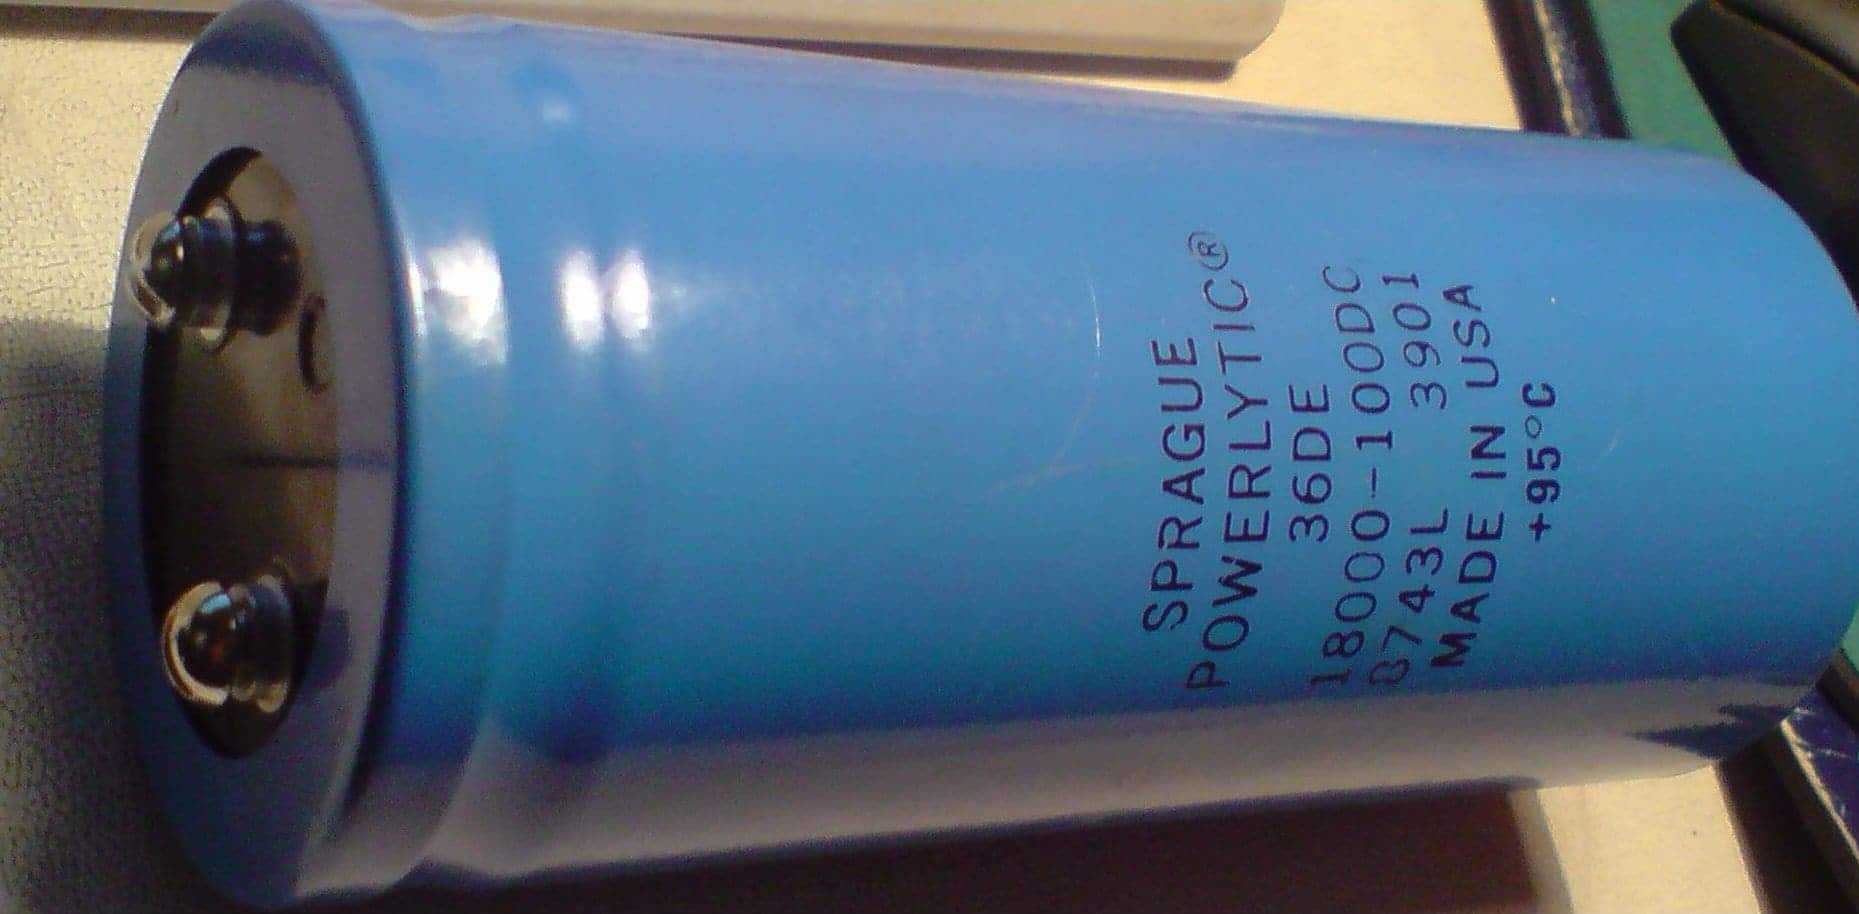 SPRAGUE
POWERLYTIC®
36DE
18000-100DC
8743L 3901
MADE IN USA
+95°C